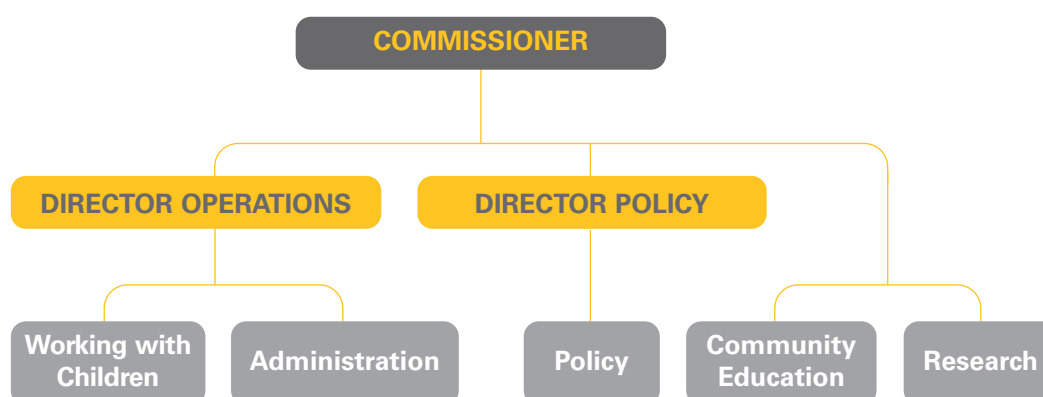 COMMISSIONER
DIRECTOR OPERATIONS
DIRECTOR POLICY
Working with
Children
Administration
Policy
Community
Education
Research